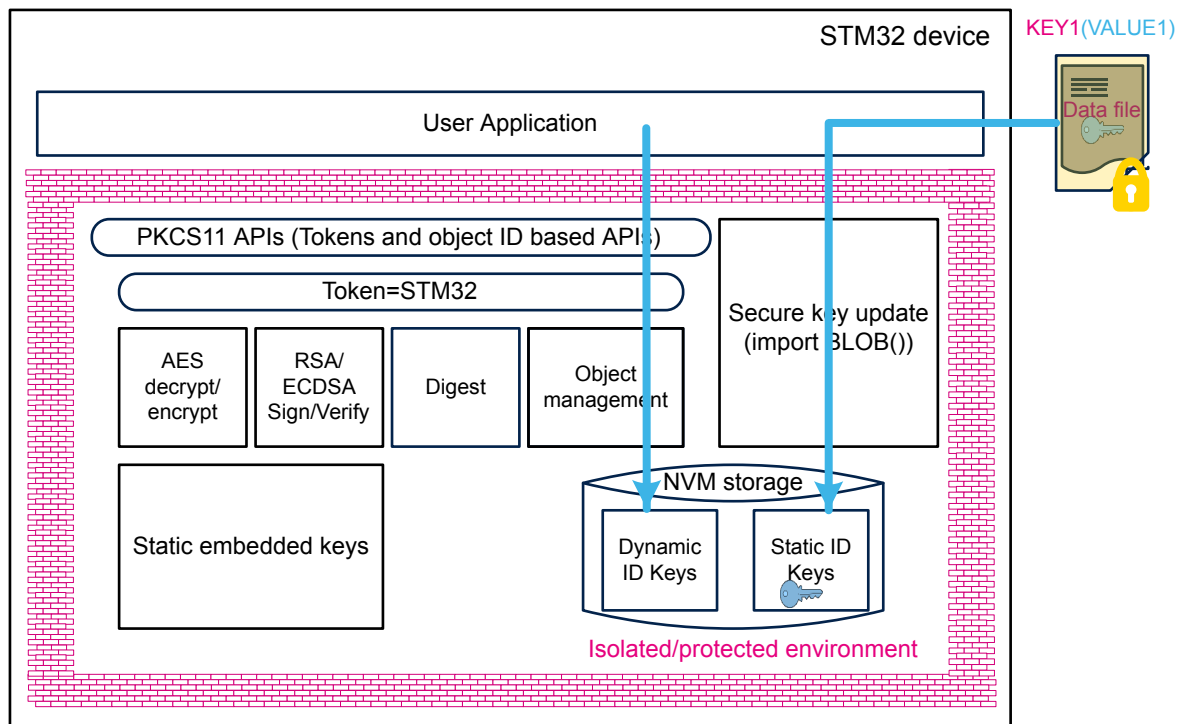 STM32 device
KEY1(VALUE1)
Data file
User Application
PKCS11 APIs (Tokens and object ID based APIs)
Token=STM32
Secure key update
(import BLOB())
AES
decrypt/
encrypt
RSA/
ECDSA
Sign/Verify
Digest
Object
management
NVM storage
Static embedded keys
Dynamic
ID Keys
Static ID
Keys
Isolated/protected environment